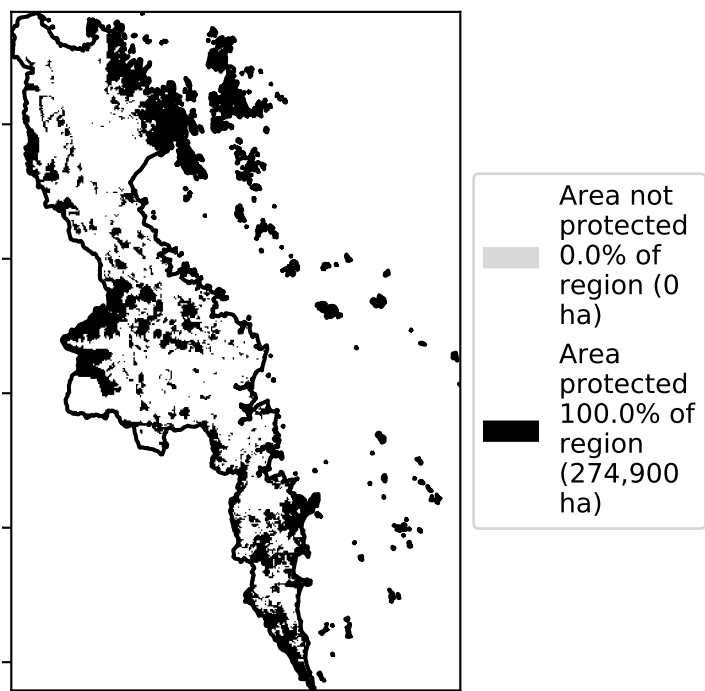 Area not
protected
0.0% of
region (0
ha)
Area
protected
100.0% of
region
(274,900
ha)